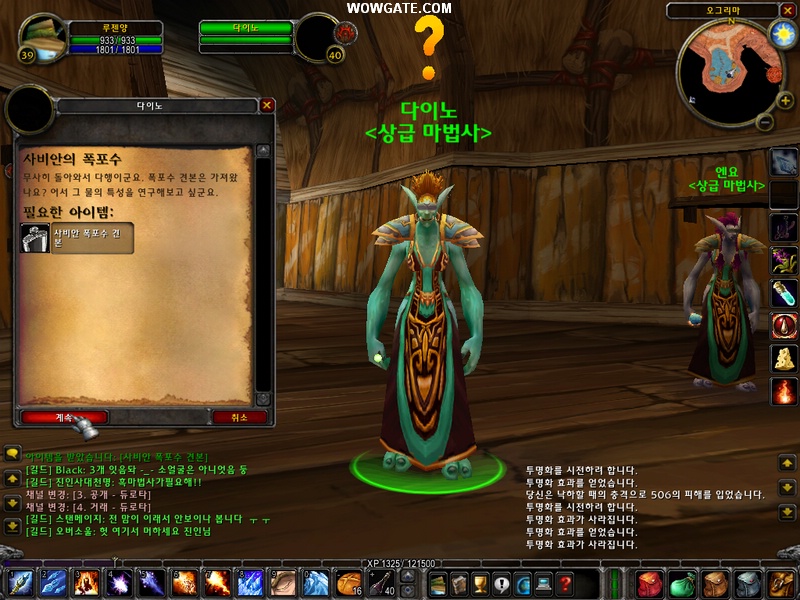 WOWGATE.COM
루젠양
933 / 933
1801 / 1801
39
다이노
40
오그리마
N
다이노
<상급 마법사>
앤요
<상급 마법사>
다이노
사비안의 폭포수
무사히 돌아와서 다행이군요. 폭포수 견본은 가져왔
나요? 어서 그 물의 특성을 연구해보고 싶군요.
필요한 아이템:
사비안 폭포수 견
본
계속
취소
아이템을 받았습니다: [사비안 폭포수 견본]
[길드] Black: 3개 잇음돠 -_- 소얼굴은 아니엇음 둥
[길드] 진인사대천명: 흑마법사가필요해!!
채널 변경: [3. 공개 - 듀로타]
채널 변경: [4. 거래 - 듀로타]
[길드] 스탠메이지: 전 맘이 이래서 안보이나 봅니다 ㅜㅜ
[길드] 오버소울: 헛 여기서 머하세요 진인님
투명화를 시전하려 합니다.
투명화 효과를 얻었습니다.
당신은 낙하할 때의 충격으로 506의 피해를 입었습니다.
투명화를 시전하려 합니다.
투명화 효과가 사라집니다.
투명화 효과를 얻었습니다.
투명화 효과가 사라집니다.
XP 1325 / 121500
16
40